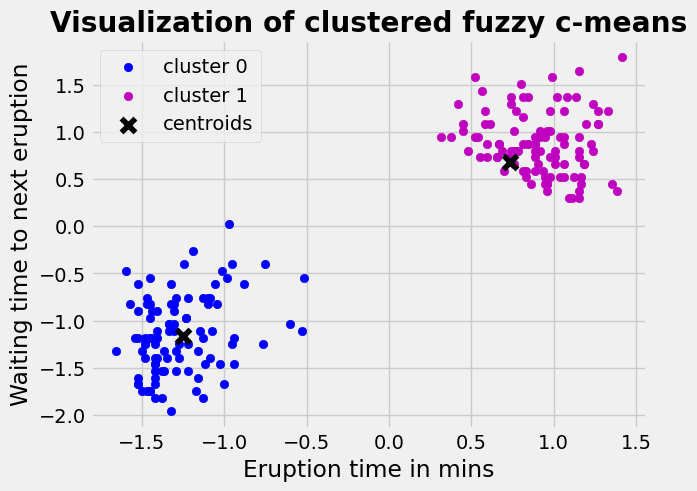 Visualization of clustered fuzzy c-means
cluster 0
cluster 1
centroids
Waiting time to next eruption
1.5
1.0
0.5
0.0
−0.5
−1.0
−1.5
−2.0
−1.5 −1.0 −0.5 0.0 0.5 1.0 1.5
Eruption time in mins